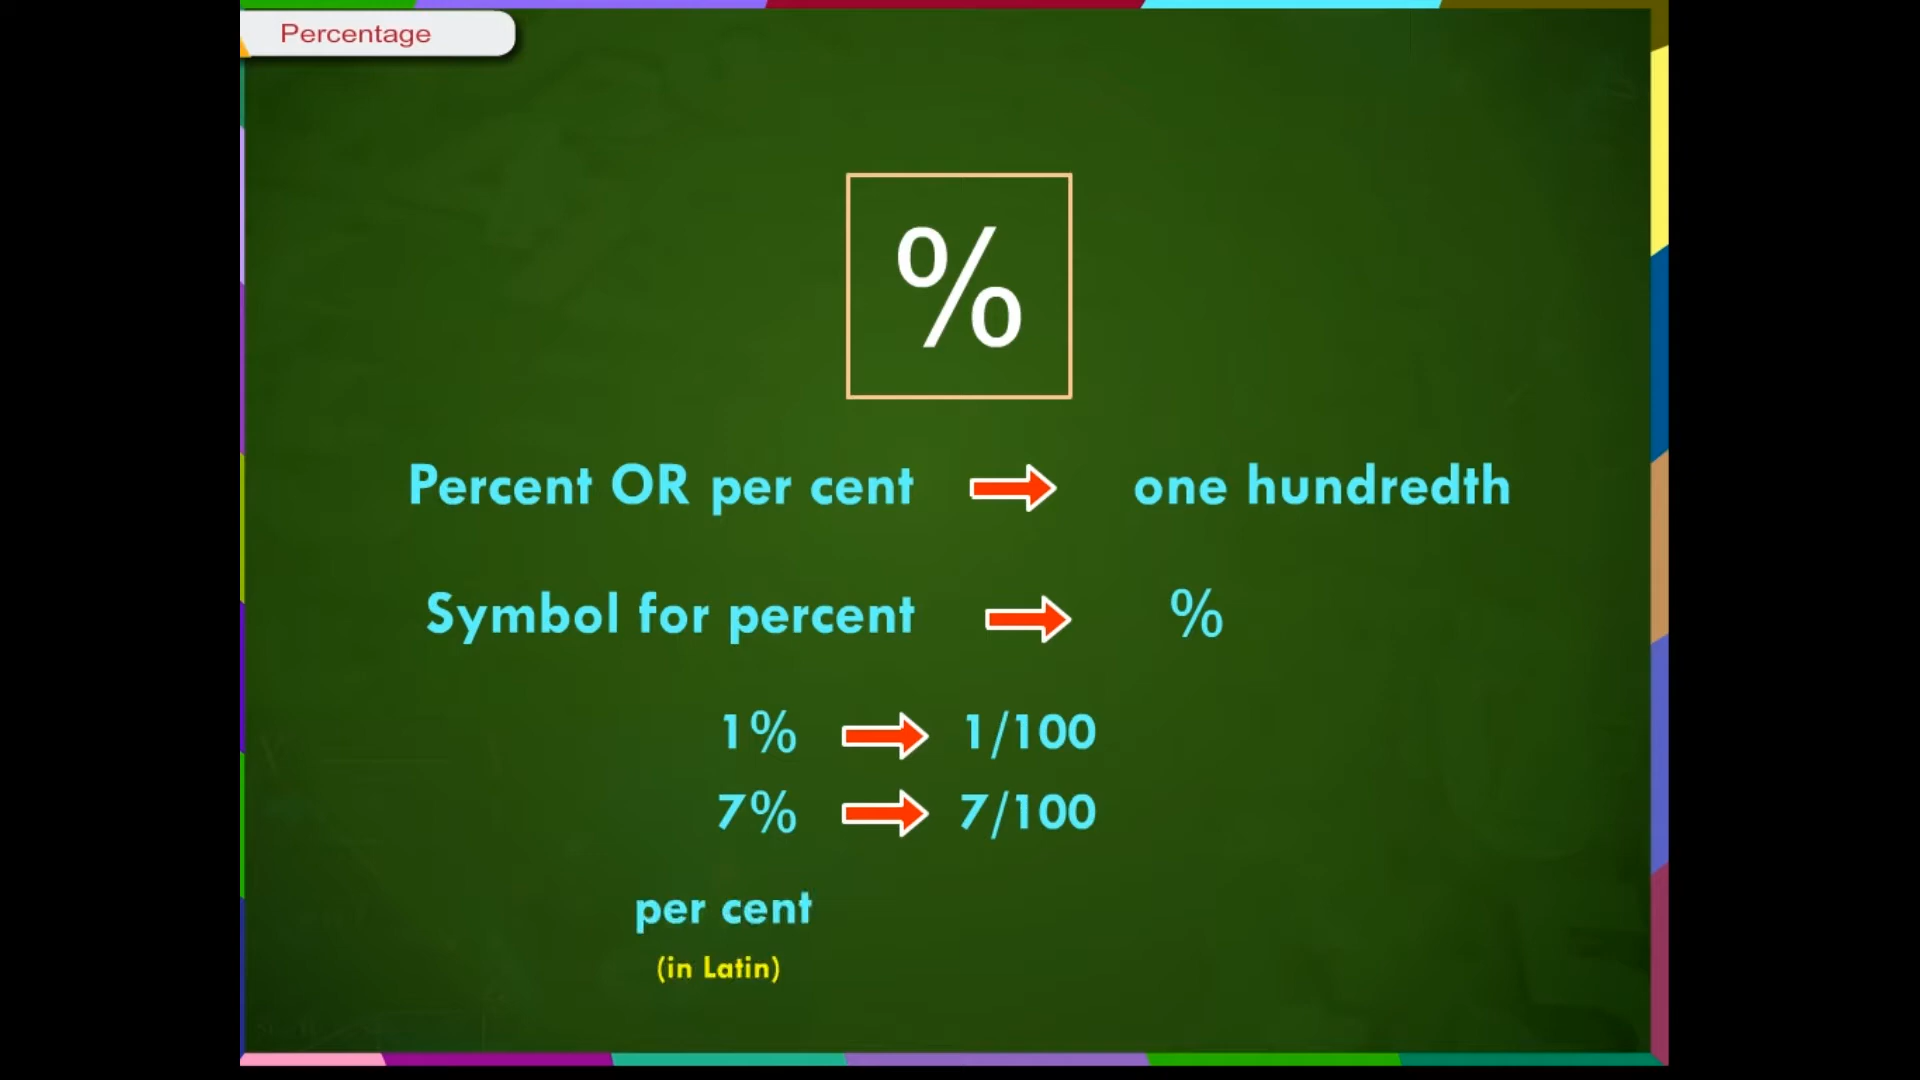 Percentage
%
Percent OR per cent one hundredth
Symbol for percent %
1% 1/100
7% 7/100
per cent
(in Latin)